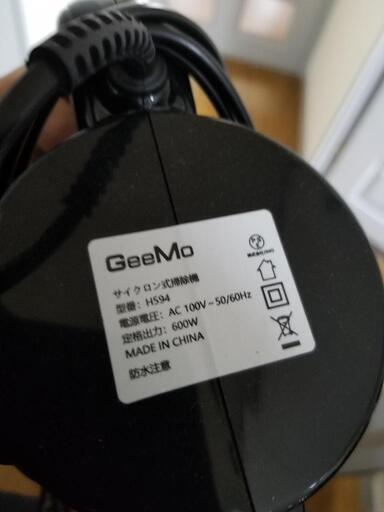 GeeMo
サイクロン式掃除機
型番: H594
電源電圧: AC 100V ~ 50/60Hz
定格出力: 600W
MADE IN CHINA
防水注意